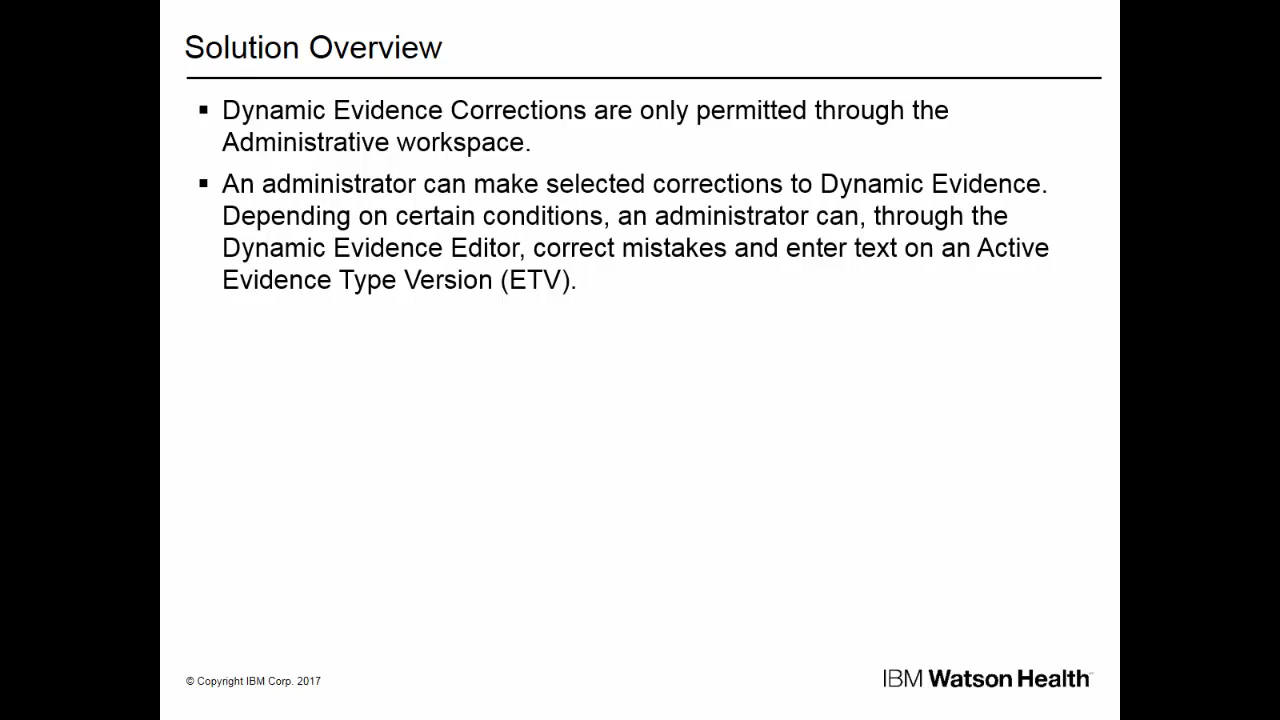 Solution Overview
▪ Dynamic Evidence Corrections are only permitted through the
Administrative workspace.
▪ An administrator can make selected corrections to Dynamic Evidence.
Depending on certain conditions, an administrator can, through the
Dynamic Evidence Editor, correct mistakes and enter text on an Active
Evidence Type Version (ETV).
© Copyright IBM Corp. 2017
IBM Watson Health